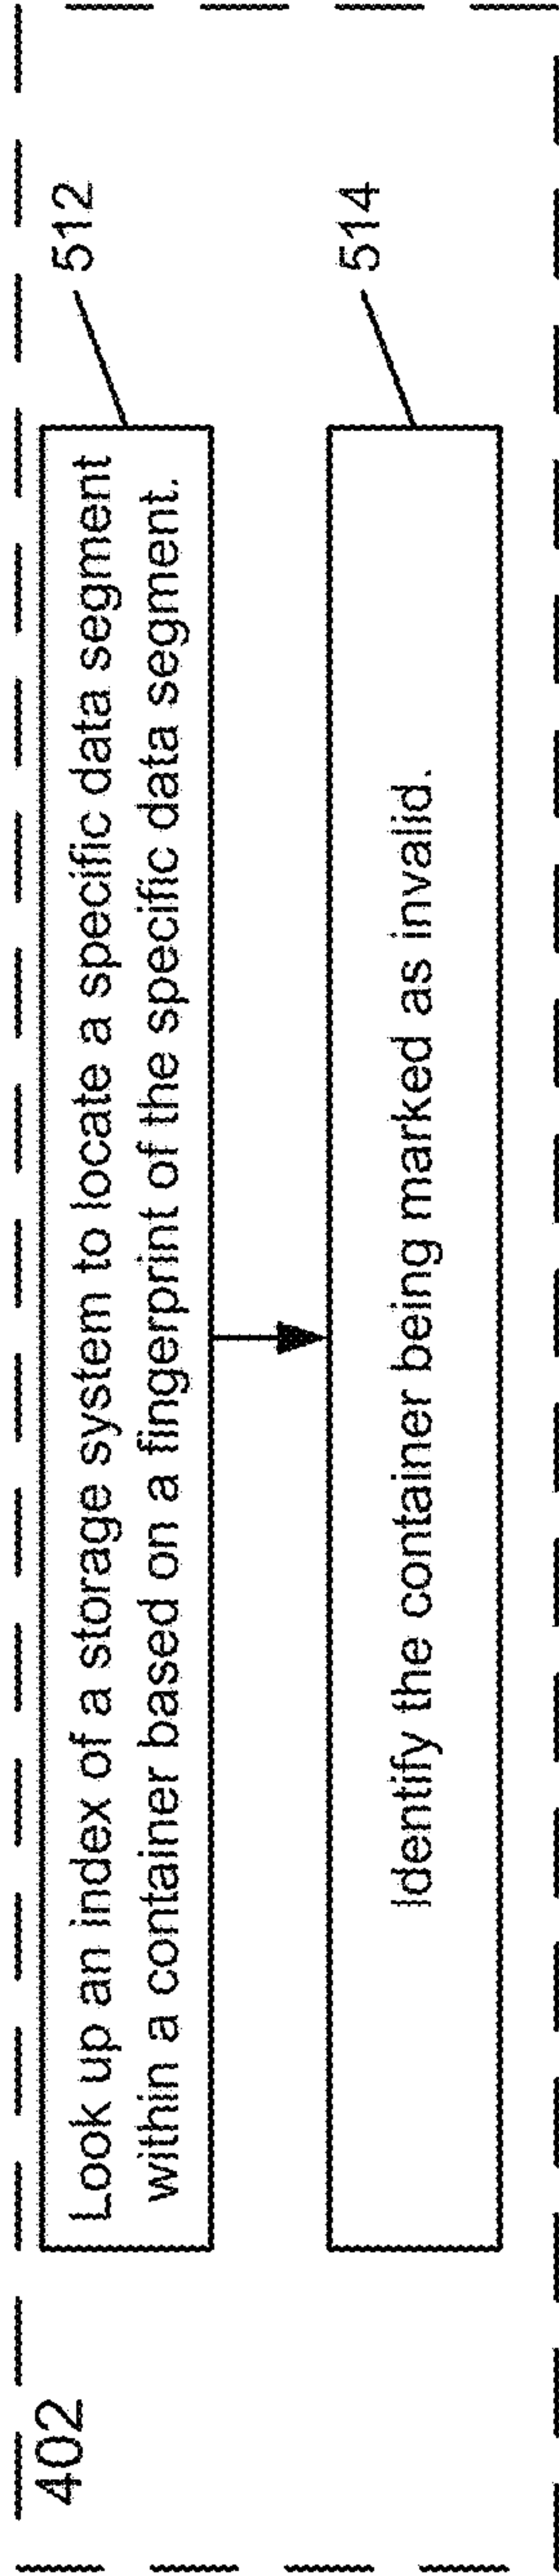 402
Look up an index of a storage system to locate a specific data segment
within a container based on a fingerprint of the specific data segment.
512
Identify the container being marked as invalid.
514